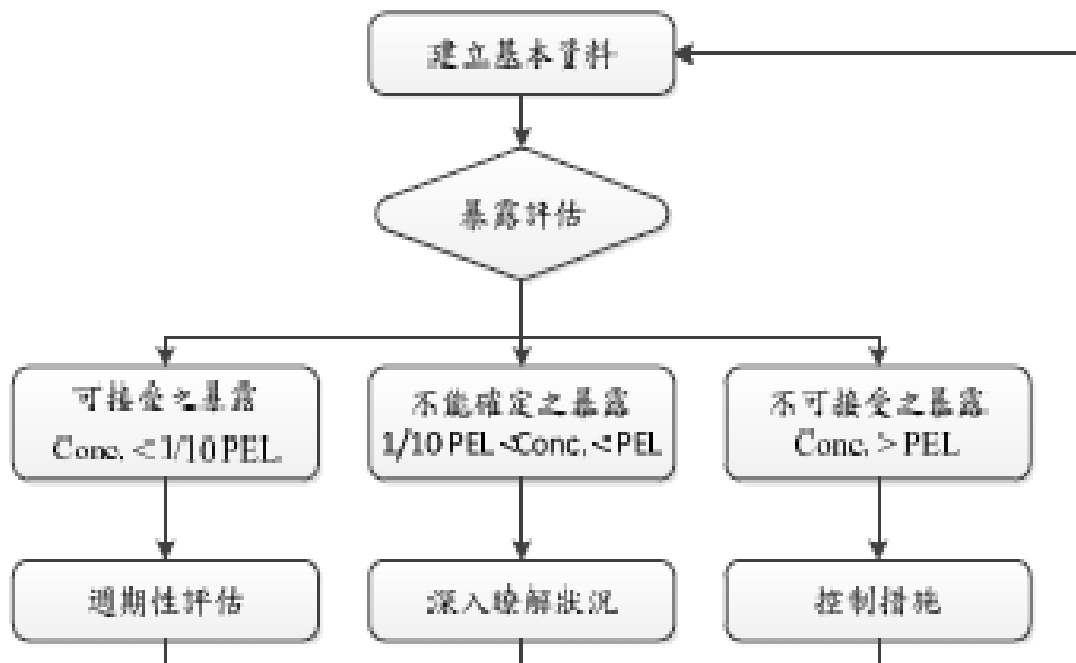 建立基本資料
暴露評估
可接受之暴露
Conc. < 1/10 PEL
不能確定之暴露
1/10 PEL <Conc. < PEL
不可接受之暴露
Conc. > PEL
週期性評估
深入瞭解狀況
控制措施